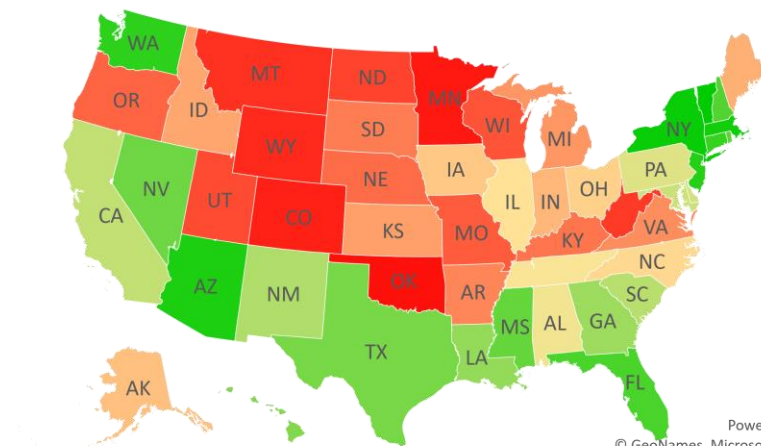 WA
MT
ND
MN
OR
ID
WY
SD
WI
MI
NY
NV
UT
CO
NE
IA
IL
IN
OH
PA
CA
KS
MO
KY
VA
AZ
NM
OK
AR
NC
TX
LA
MS
AL
GA
SC
AK
FL
Powe
© GeoNames, Microso